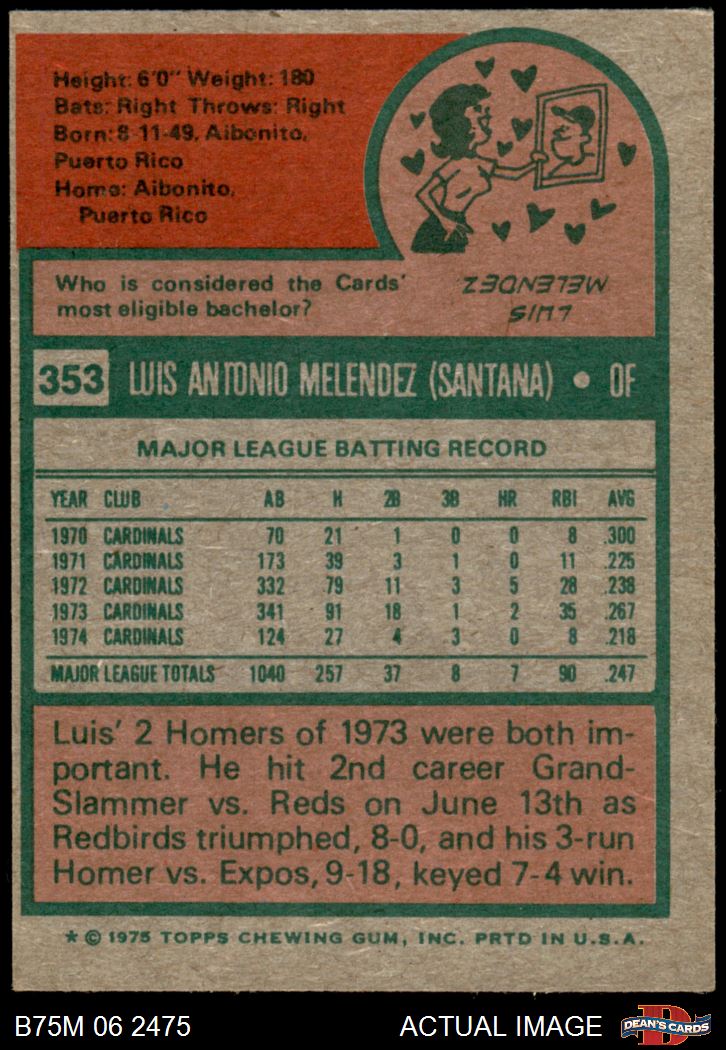 Height: 6'0" Weight: 180
Bats: Right Throws: Right
Born: 8-11-49, Aibonito,
Puerto Rico
Home: Aibonito,
Puerto Rico
Who is considered the Cards'
most eligible bachelor?
LUIS
MELENDEZ
353 LUIS ANTONIO MELENDEZ (SANTANA) • OF
MAJOR LEAGUE BATTING RECORD
YEAR CLUB AB H 2B 3B HR RBI AVG
1970 CARDINALS 70 21 1 0 0 8 .300
1971 CARDINALS 173 39 3 1 0 11 .225
1972 CARDINALS 332 79 11 3 5 28 .238
1973 CARDINALS 341 91 18 1 2 35 .267
1974 CARDINALS 124 27 4 3 0 8 .218
MAJOR LEAGUE TOTALS 1040 257 37 8 7 90 .247
Luis' 2 Homers of 1973 were both im-
portant. He hit 2nd career Grand-
Slammer vs. Reds on June 13th as
Redbirds triumphed, 8-0, and his 3-run
Homer vs. Expos, 9-18, keyed 7-4 win.
* © 1975 TOPPS CHEWING GUM, INC. PRTD IN U.S.A.
B75M 06 2475 ACTUAL IMAGE
D
DEAN'S CARDS